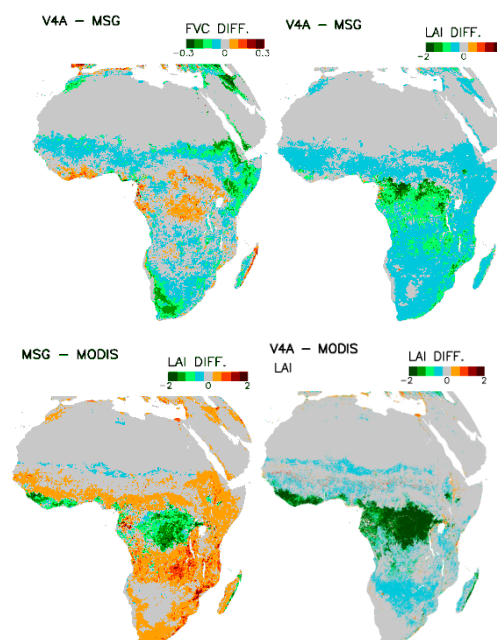 V4A – MSG
FVC DIFF.
-0.3 0 0.3
V4A – MSG
LAI DIFF.
-2 0
MSG – MODIS
LAI DIFF.
-2 0 2
V4A – MODIS
LAI
LAI DIFF.
-2 0 2